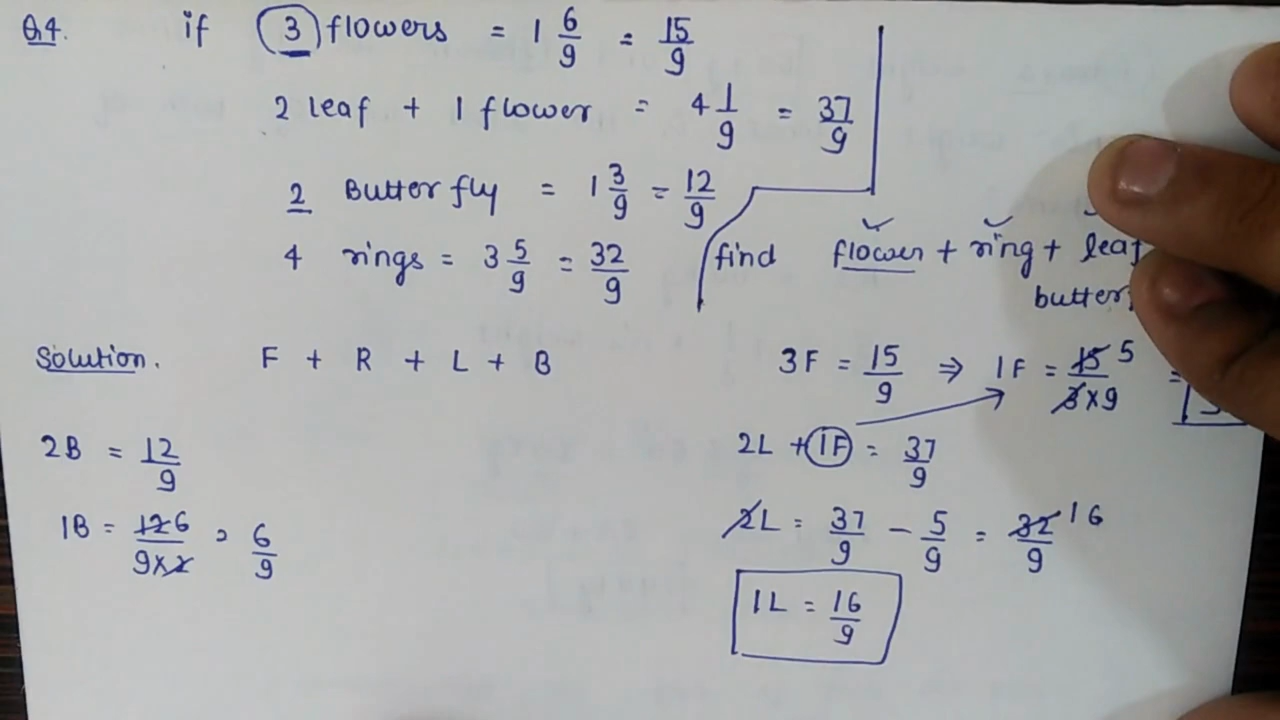 Q.4. if 3 flowers = 1 6/9 = 15/9
2 leaf + 1 flower = 4 1/9 = 37/9
2 Butterfly = 1 3/9 = 12/9
4 rings = 3 5/9 = 32/9
find flower + ring + leaf
butter
Solution. F + R + L + B
3F = 15/9 ⇒ 1F = 15 5/3×9 =
2B = 12/9
2L + 1F = 37/9
1B = 12 6/9×2 = 6/9
2L = 37/9 - 5/9 = 32 16/9
1L = 16/9